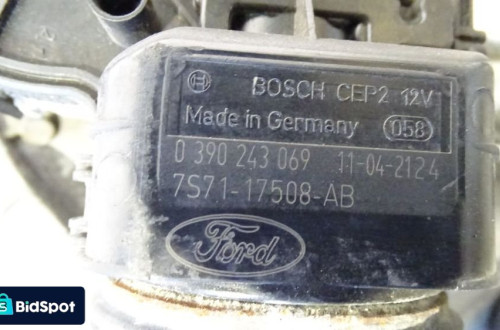 BOSCH CEP2 12V
Made in Germany 058
0 390 243 069 11-04-2124
7S71-17508-AB
Ford
BidSpot